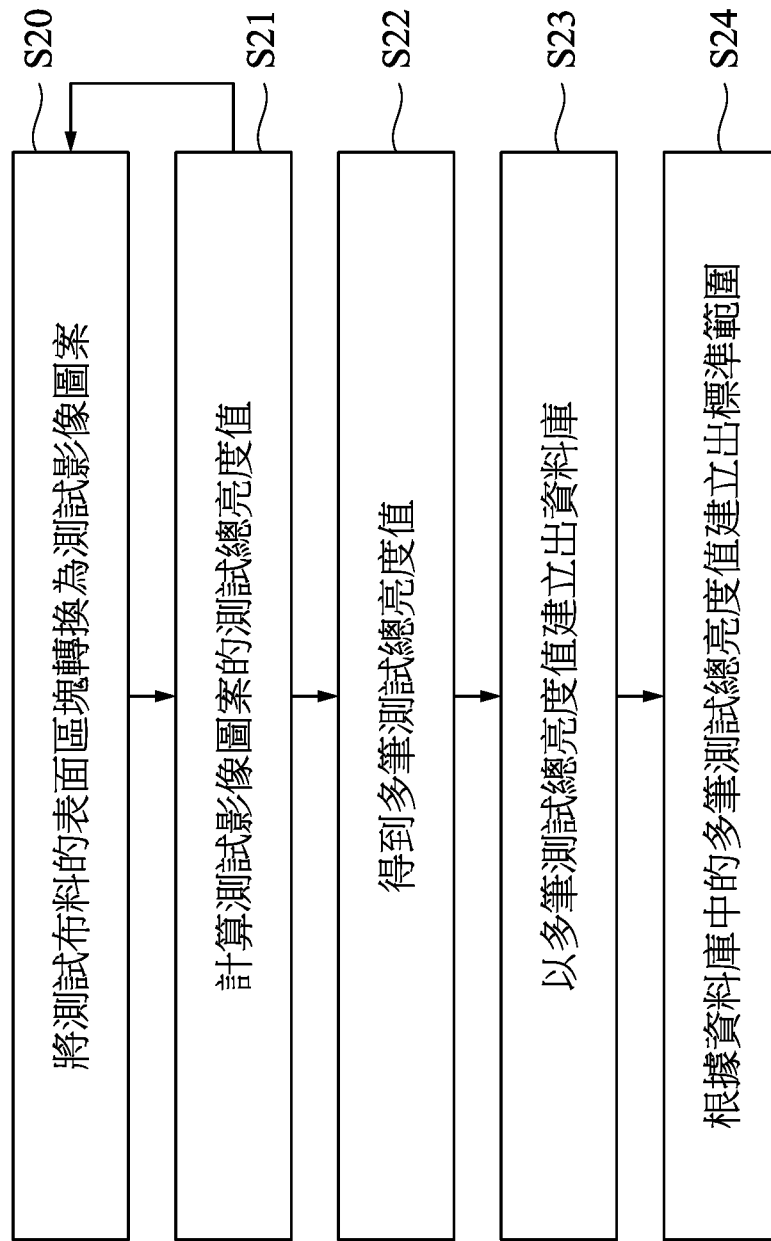 將測試布料的表面區塊轉換為測試影像圖案
S20
計算測試影像圖案的測試總亮度值
S21
得到多筆測試總亮度值
S22
以多筆測試總亮度值建立出資料庫
S23
根據資料庫中的多筆測試總亮度值建立出標準範圍
S24